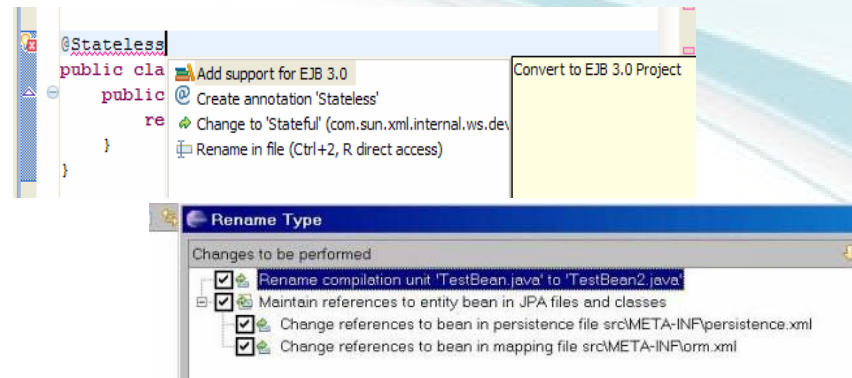 @Stateless
public cla
public
re
}
}
Add support for EJB 3.0
Create annotation 'Stateless'
Change to 'Stateful' (com.sun.xml.internal.ws.dev
Rename in file (Ctrl+2, R direct access)
Convert to EJB 3.0 Project
Rename Type
Changes to be performed
Rename compilation unit 'TestBean.java' to 'TestBean2.java'
Maintain references to entity bean in JPA files and classes
Change references to bean in persistence file src\META-INF\persistence.xml
Change references to bean in mapping file src\META-INF\orm.xml